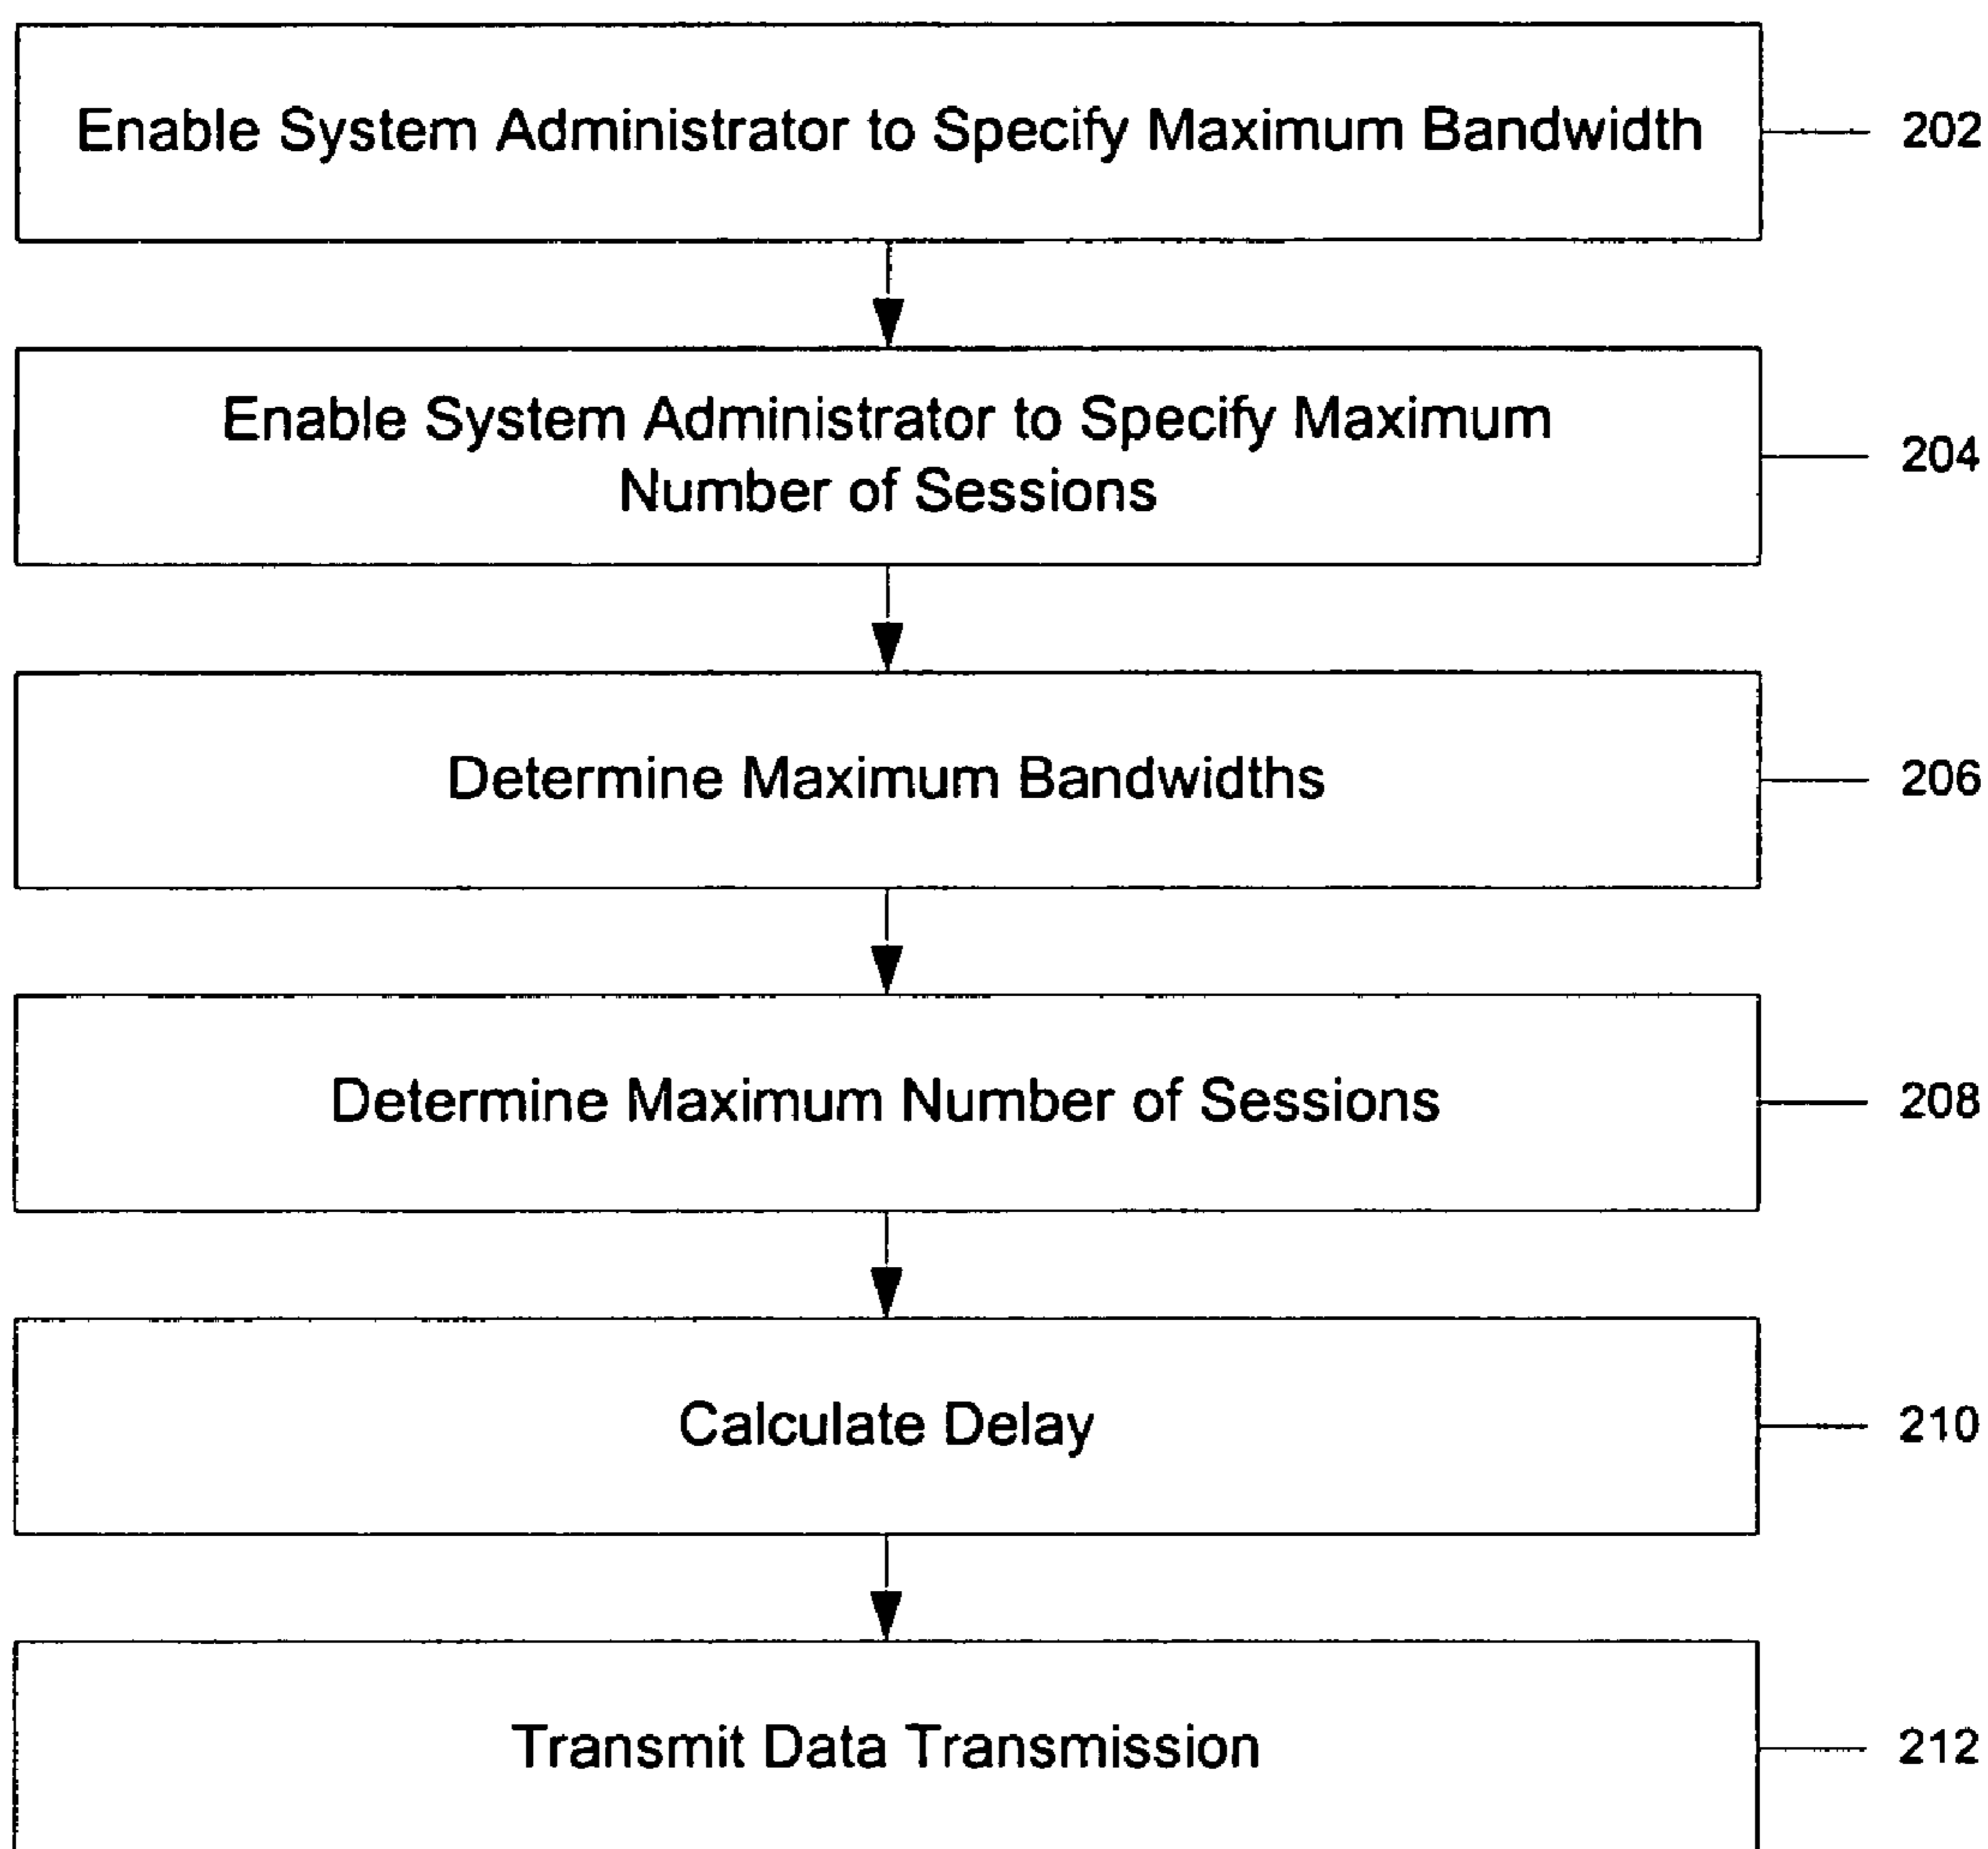 Enable System Administrator to Specify Maximum Bandwidth
202
Enable System Administrator to Specify Maximum
Number of Sessions
204
Determine Maximum Bandwidths
206
Determine Maximum Number of Sessions
208
Calculate Delay
210
Transmit Data Transmission
212